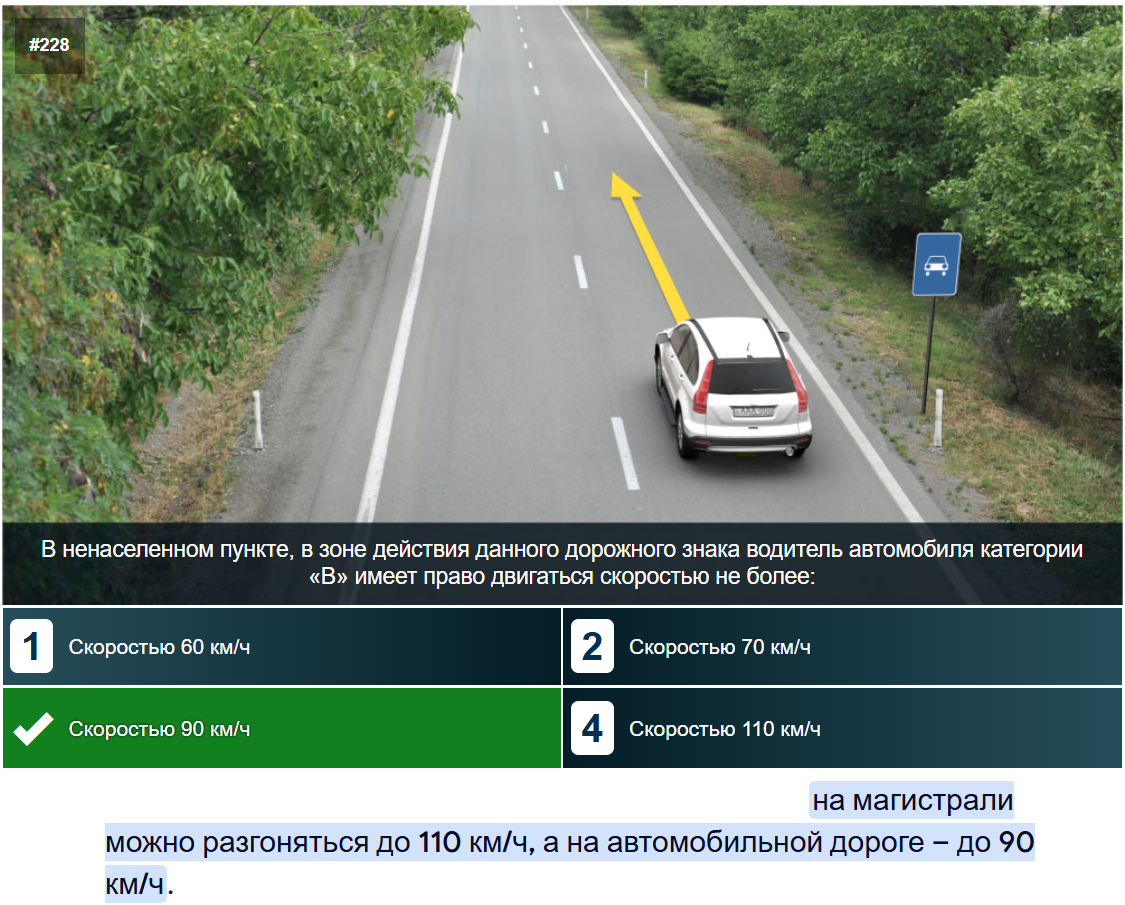 #228
В ненаселенном пункте, в зоне действия данного дорожного знака водитель автомобиля категории
«B» имеет право двигаться скоростью не более:
1 Скоростью 60 км/ч
2 Скоростью 70 км/ч
Скоростью 90 км/ч
4 Скоростью 110 км/ч
на магистрали
можно разгоняться до 110 км/ч, а на автомобильной дороге – до 90
км/ч.